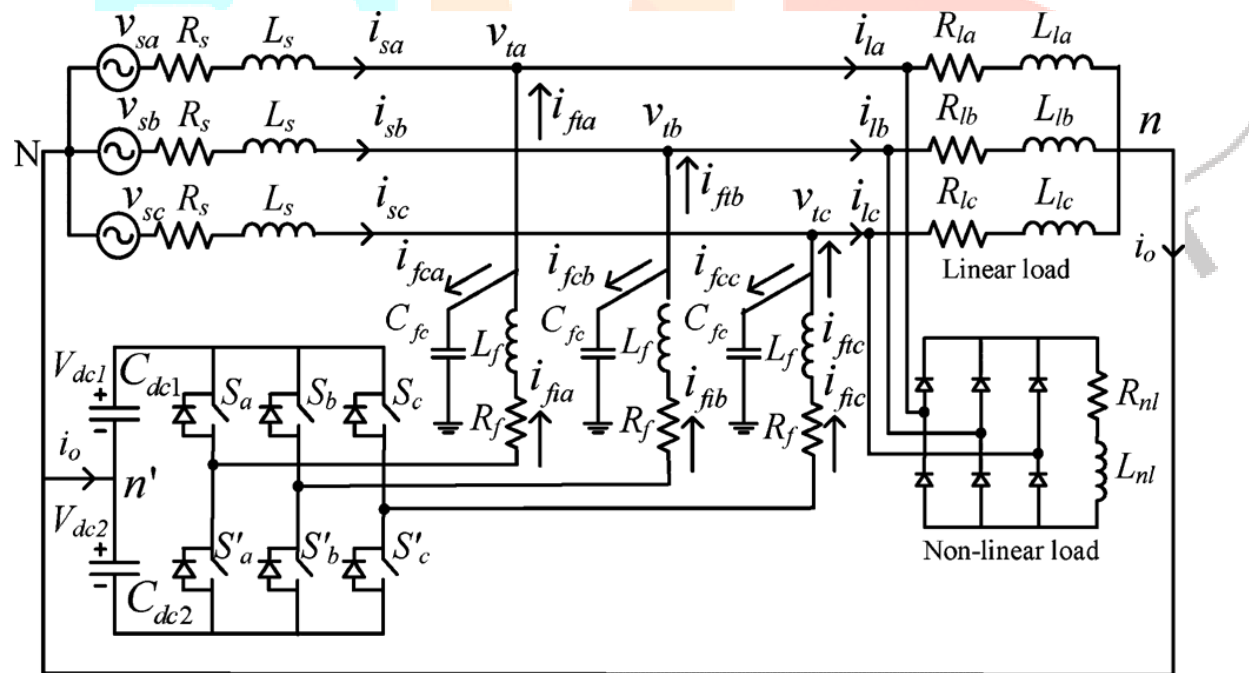 v_sa R_s L_s i_sa v_ta i_la R_la L_la
i_fta
v_sb R_s L_s i_sb v_tb i_lb R_lb L_lb n
N
i_ftb
v_sc R_s L_s i_sc v_tc i_lc R_lc L_lc
i_o
Linear load
i_fca i_fcb i_fcc
C_fc L_f C_fc L_f C_fc L_f i_ftc
V_dc1 + C_dc1 S_a S_b S_c
-
i_fia i_fib i_fic
R_f R_f R_f R_nl
i_o n' L_nl
V_dc2 + S'_a S'_b S'_c
-
C_dc2
Non-linear load